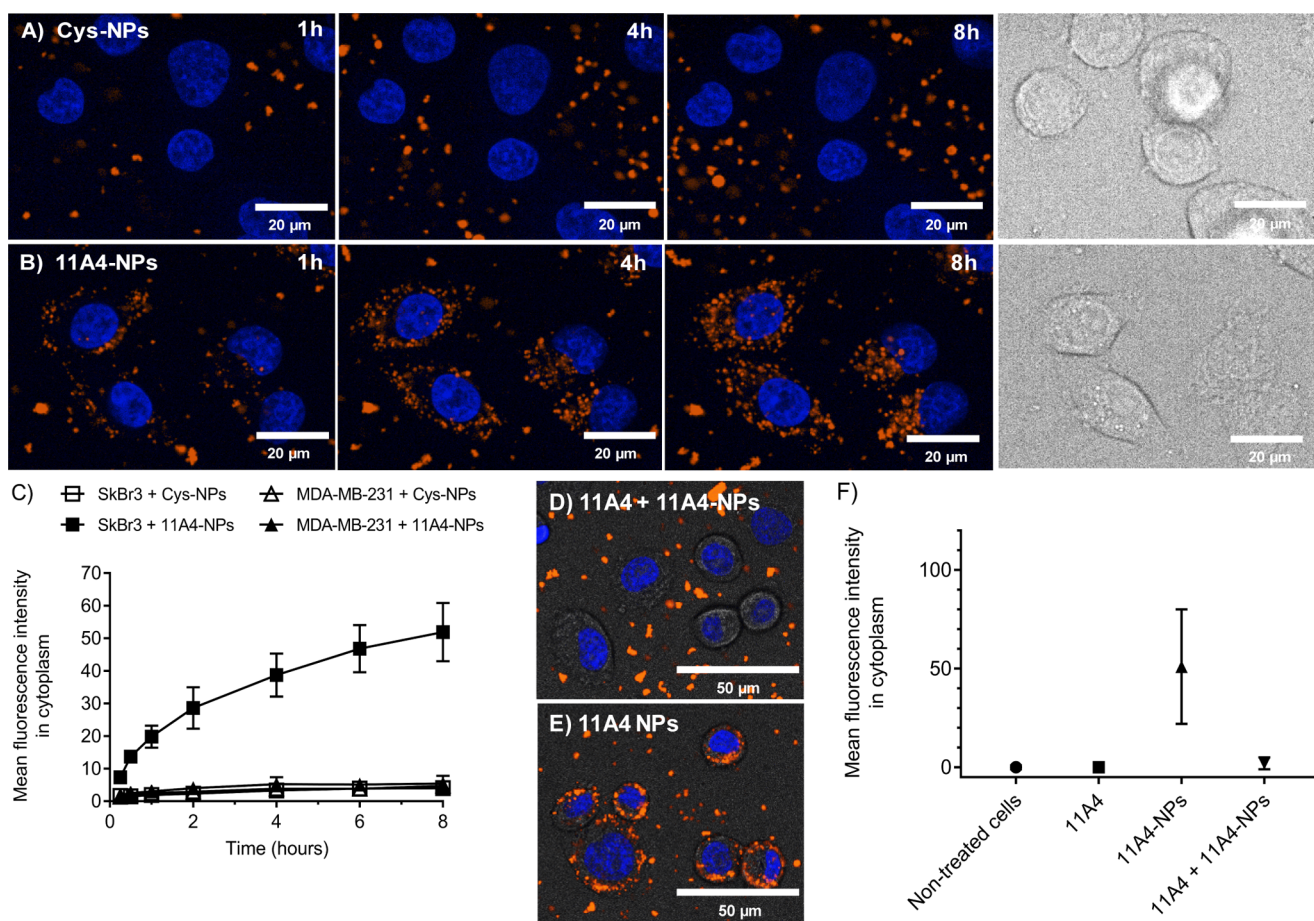 A) Cys-NPs 1h 4h 8h
20 µm 20 µm 20 µm 20 µm
B) 11A4-NPs 1h 4h 8h
20 µm 20 µm 20 µm 20 µm
C) SkBr3 + Cys-NPs MDA-MB-231 + Cys-NPs
SkBr3 + 11A4-NPs MDA-MB-231 + 11A4-NPs
Mean fluorescence intensity
in cytoplasm
70
60
50
40
30
20
10
0
0 2 4 6 8
Time (hours)
D) 11A4 + 11A4-NPs
50 µm
E) 11A4 NPs
50 µm
F)
Mean fluorescence intensity
in cytoplasm
100
50
0
Non-treated cells
11A4
11A4-NPs
11A4 + 11A4-NPs